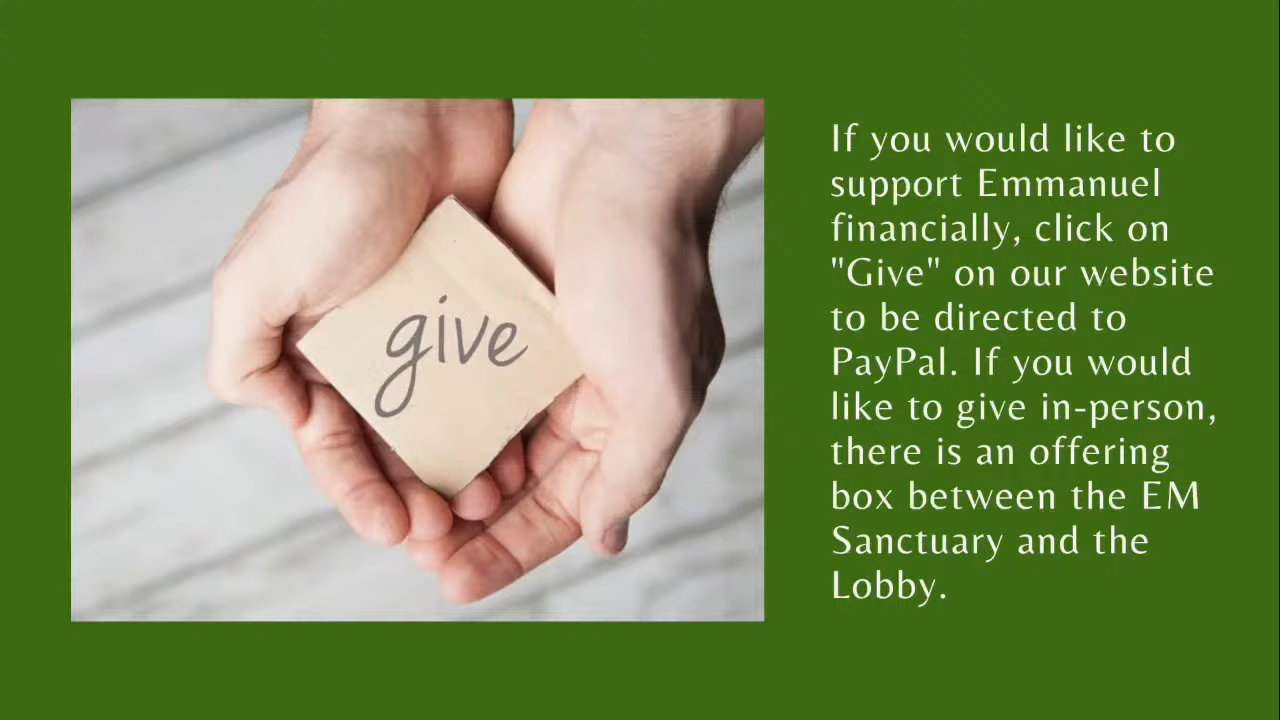 give
If you would like to
support Emmanuel
financially, click on
"Give" on our website
to be directed to
PayPal. If you would
like to give in-person,
there is an offering
box between the EM
Sanctuary and the
Lobby.